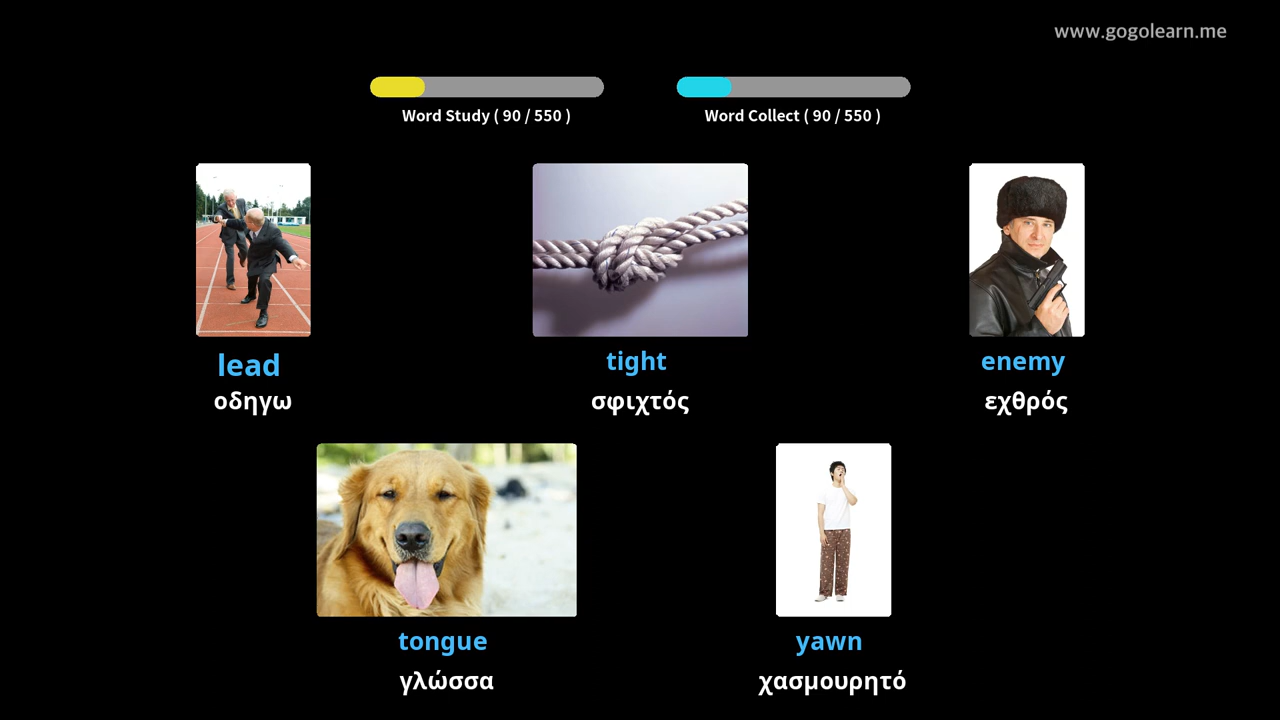 www.gogolearn.me
Word Study ( 90 / 550 )
Word Collect ( 90 / 550 )
lead
οδηγω
tight
σφιχτός
enemy
εχθρός
tongue
γλώσσα
yawn
χασμουρητό